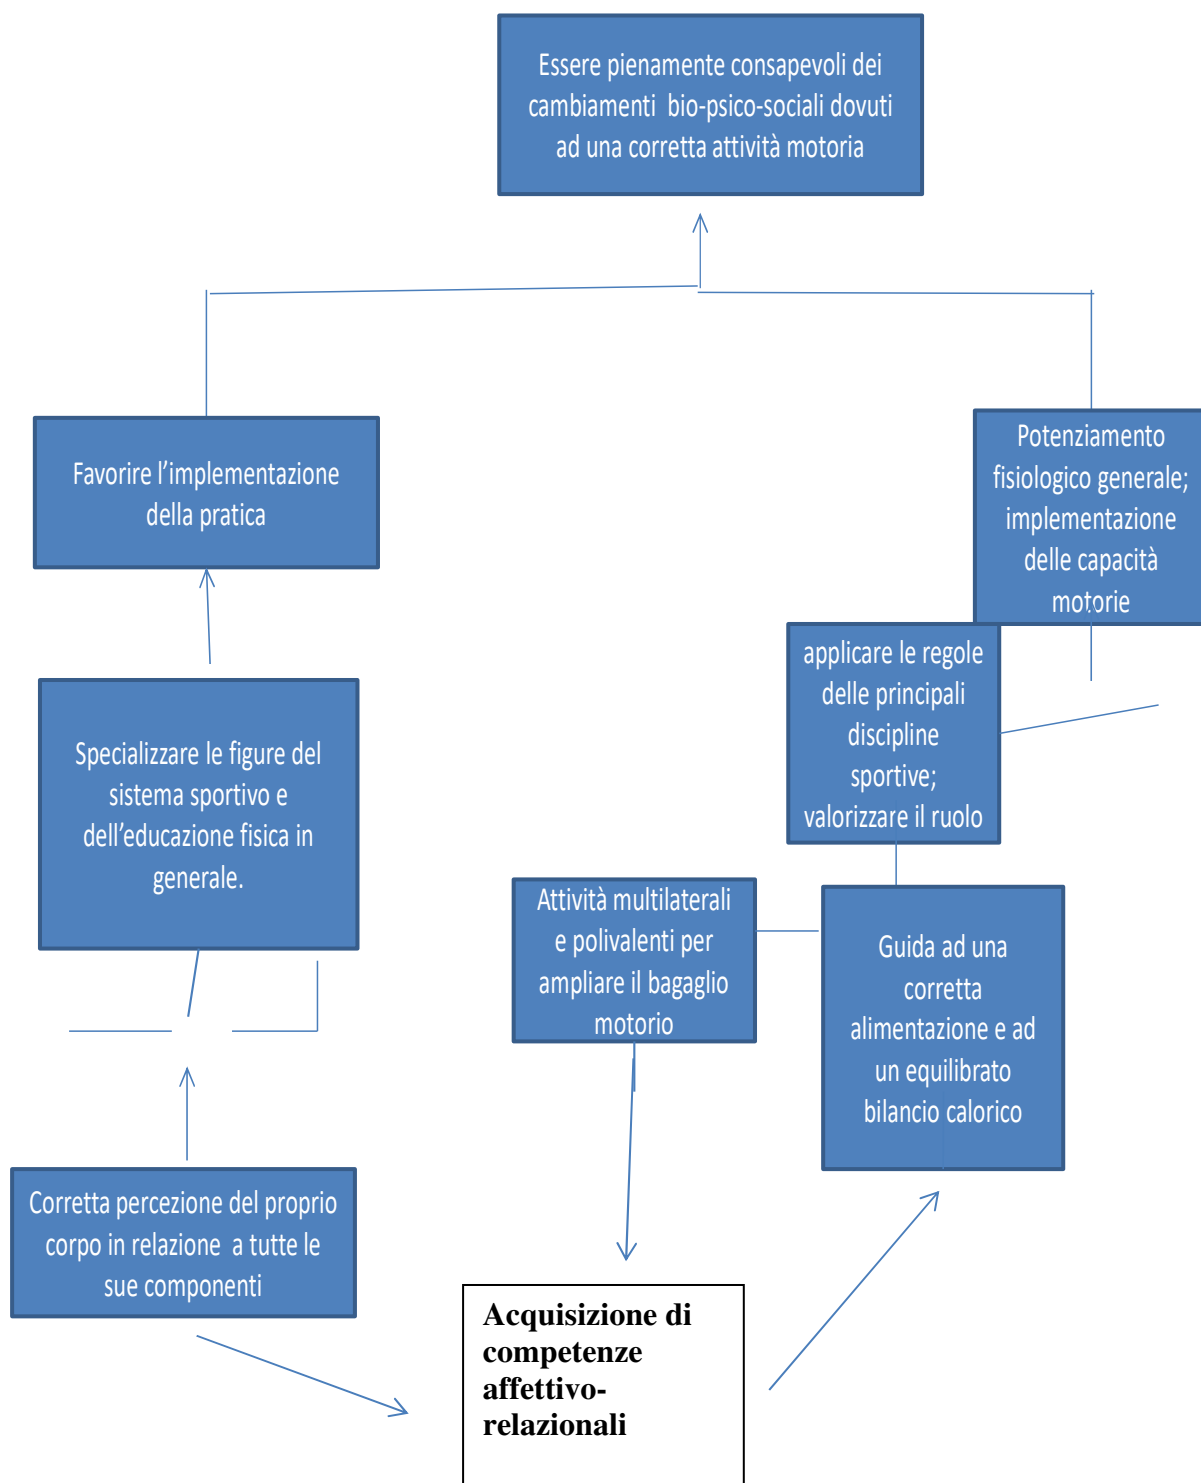 Essere pienamente consapevoli dei
cambiamenti bio-psico-sociali dovuti
ad una corretta attività motoria
Favorire l'implementazione
della pratica
Potenziamento
fisiologico generale;
implementazione
delle capacità
motorie
applicare le regole
delle principali
discipline
sportive;
valorizzare il ruolo
Specializzare le figure del
sistema sportivo e
dell'educazione fisica in
generale.
Attività multilaterali
e polivalenti per
ampliare il bagaglio
motorio
Guida ad una
corretta
alimentazione e ad
un equilibrato
bilancio calorico
Corretta percezione del proprio
corpo in relazione a tutte le
sue componenti
Acquisizione di
competenze
affettivo-
relazionali